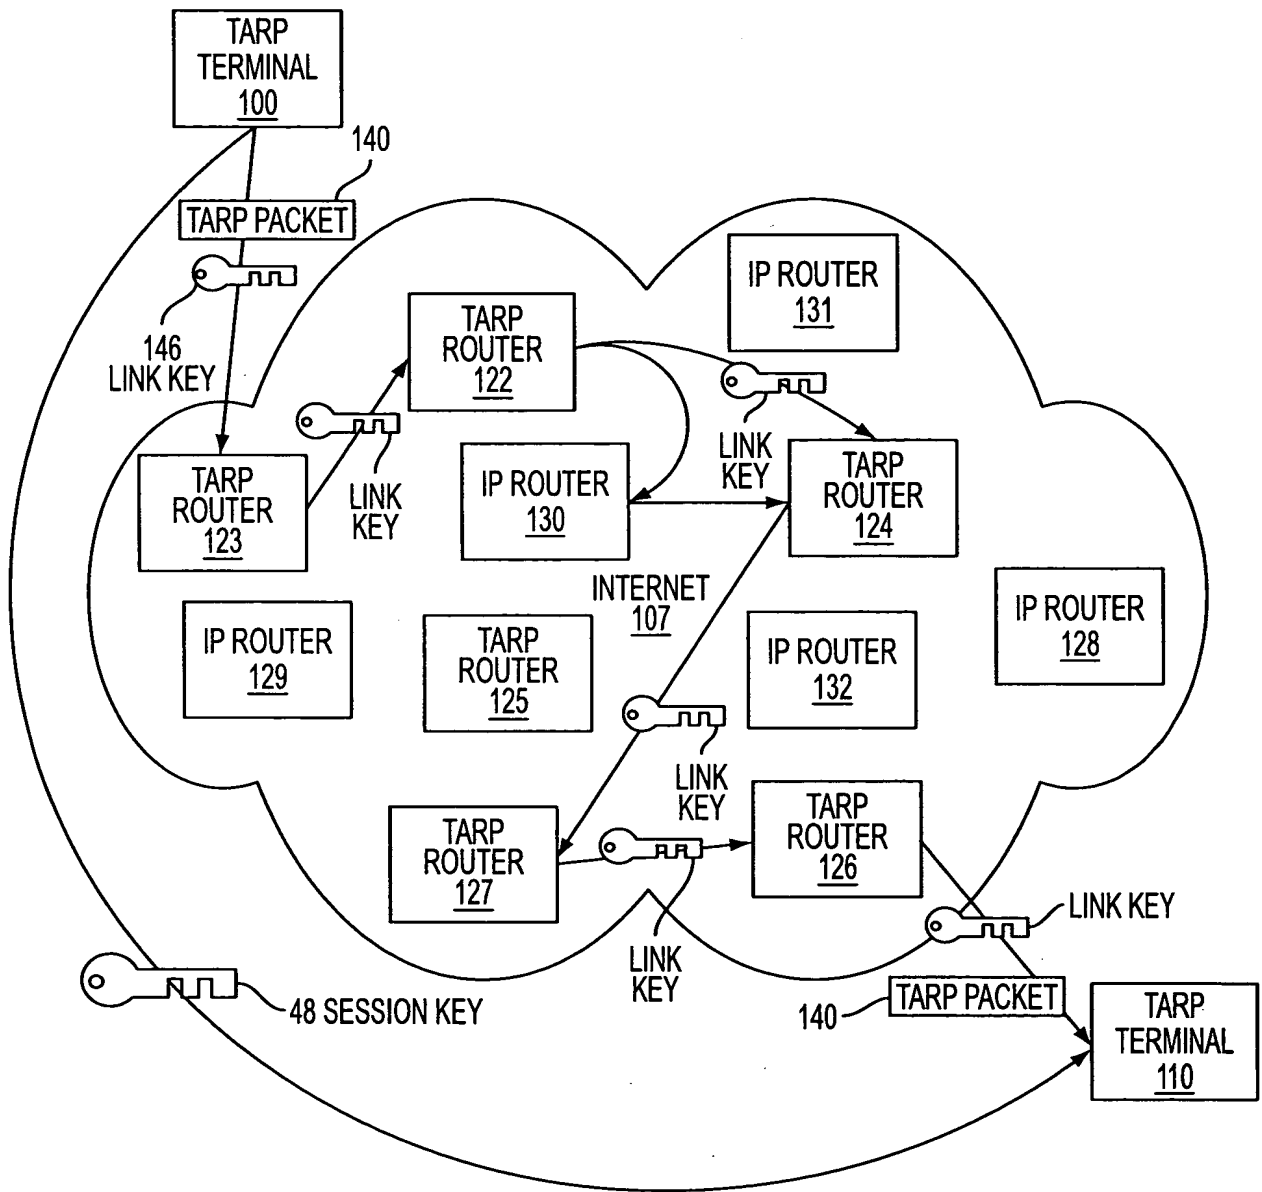 TARP
TERMINAL
100
140
TARP PACKET
146
LINK KEY
IP ROUTER
131
TARP
ROUTER
122
LINK
KEY
LINK
KEY
TARP
ROUTER
123
IP ROUTER
130
TARP
ROUTER
124
INTERNET
107
IP ROUTER
129
TARP
ROUTER
125
IP ROUTER
132
IP ROUTER
128
LINK
KEY
TARP
ROUTER
127
TARP
ROUTER
126
LINK
KEY
LINK KEY
48 SESSION KEY
140
TARP PACKET
TARP
TERMINAL
110